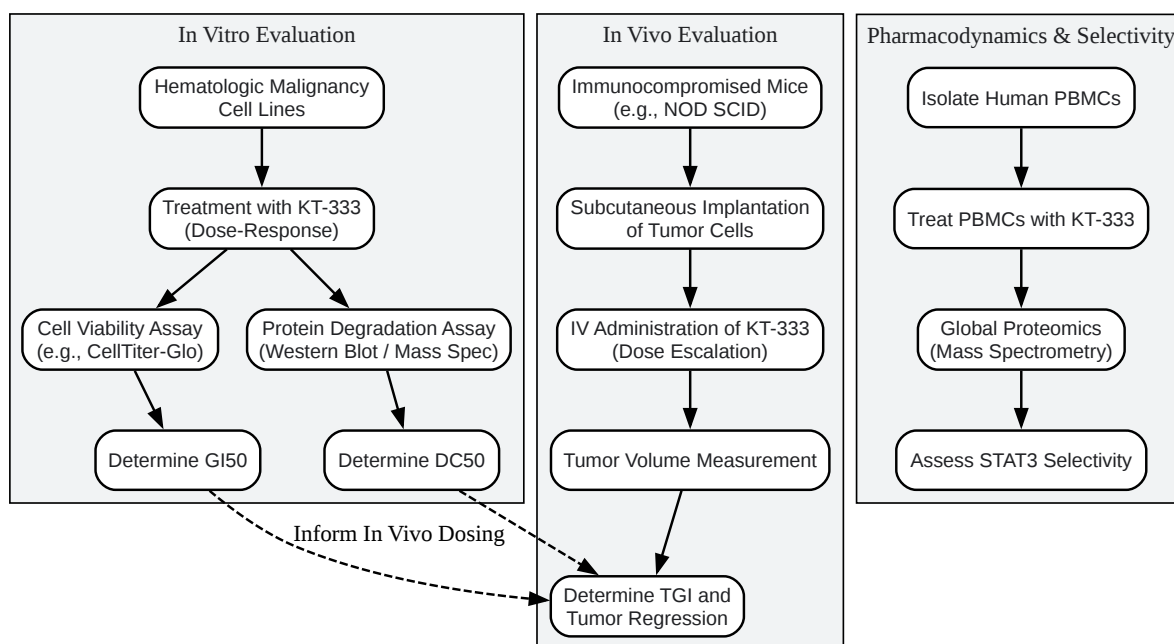 In Vitro Evaluation
Hematologic Malignancy
Cell Lines
Treatment with KT-333
(Dose-Response)
Cell Viability Assay
(e.g., CellTiter-Glo)
Protein Degradation Assay
(Western Blot / Mass Spec)
Determine GI50
Determine DC50
Inform In Vivo Dosing
In Vivo Evaluation
Immunocompromised Mice
(e.g., NOD SCID)
Subcutaneous Implantation
of Tumor Cells
IV Administration of KT-333
(Dose Escalation)
Tumor Volume Measurement
Determine TGI and
Tumor Regression
Pharmacodynamics & Selectivity
Isolate Human PBMCs
Treat PBMCs with KT-333
Global Proteomics
(Mass Spectrometry)
Assess STAT3 Selectivity